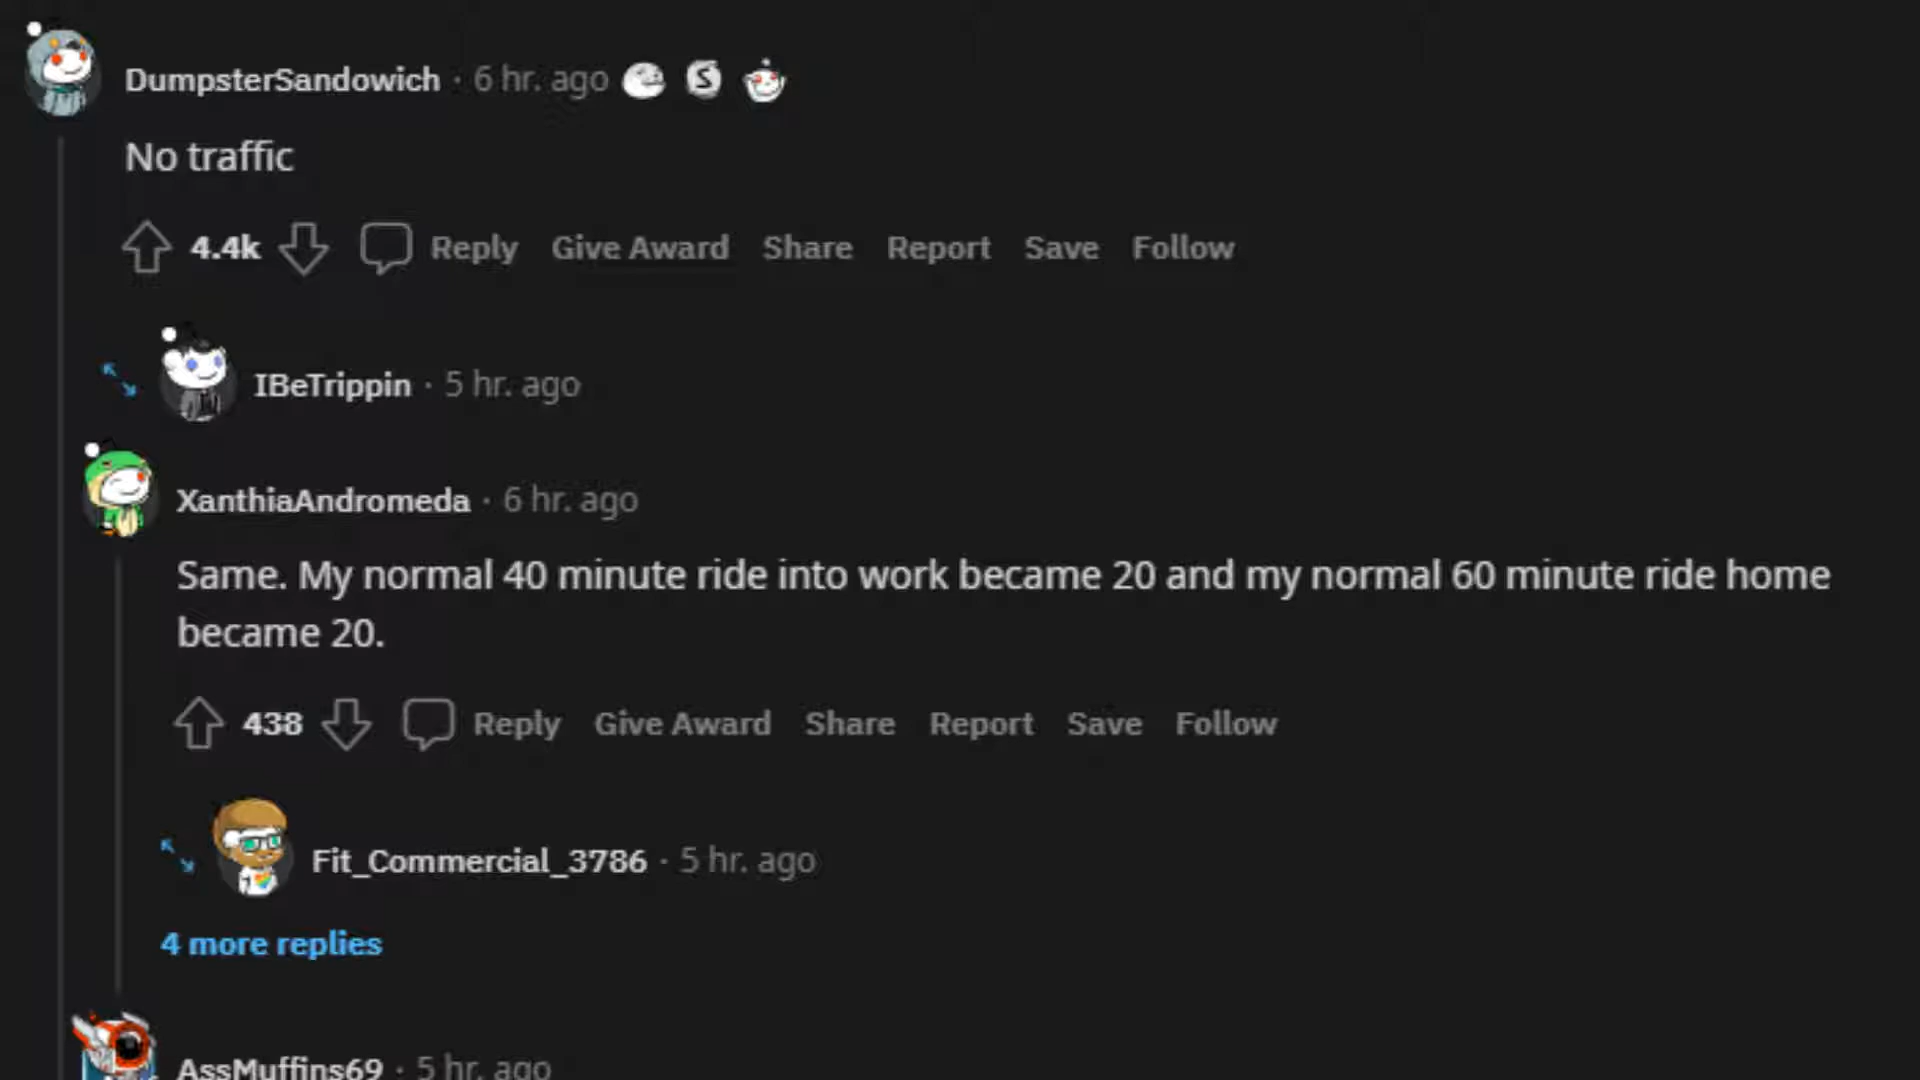 DumpsterSandowich · 6 hr. ago
No traffic
4.4k Reply Give Award Share Report Save Follow
IBeTrippin · 5 hr. ago
XanthiaAndromeda · 6 hr. ago
Same. My normal 40 minute ride into work became 20 and my normal 60 minute ride home
became 20.
438 Reply Give Award Share Report Save Follow
Fit_Commercial_3786 · 5 hr. ago
4 more replies
AssMuffins69 · 5 hr. ago